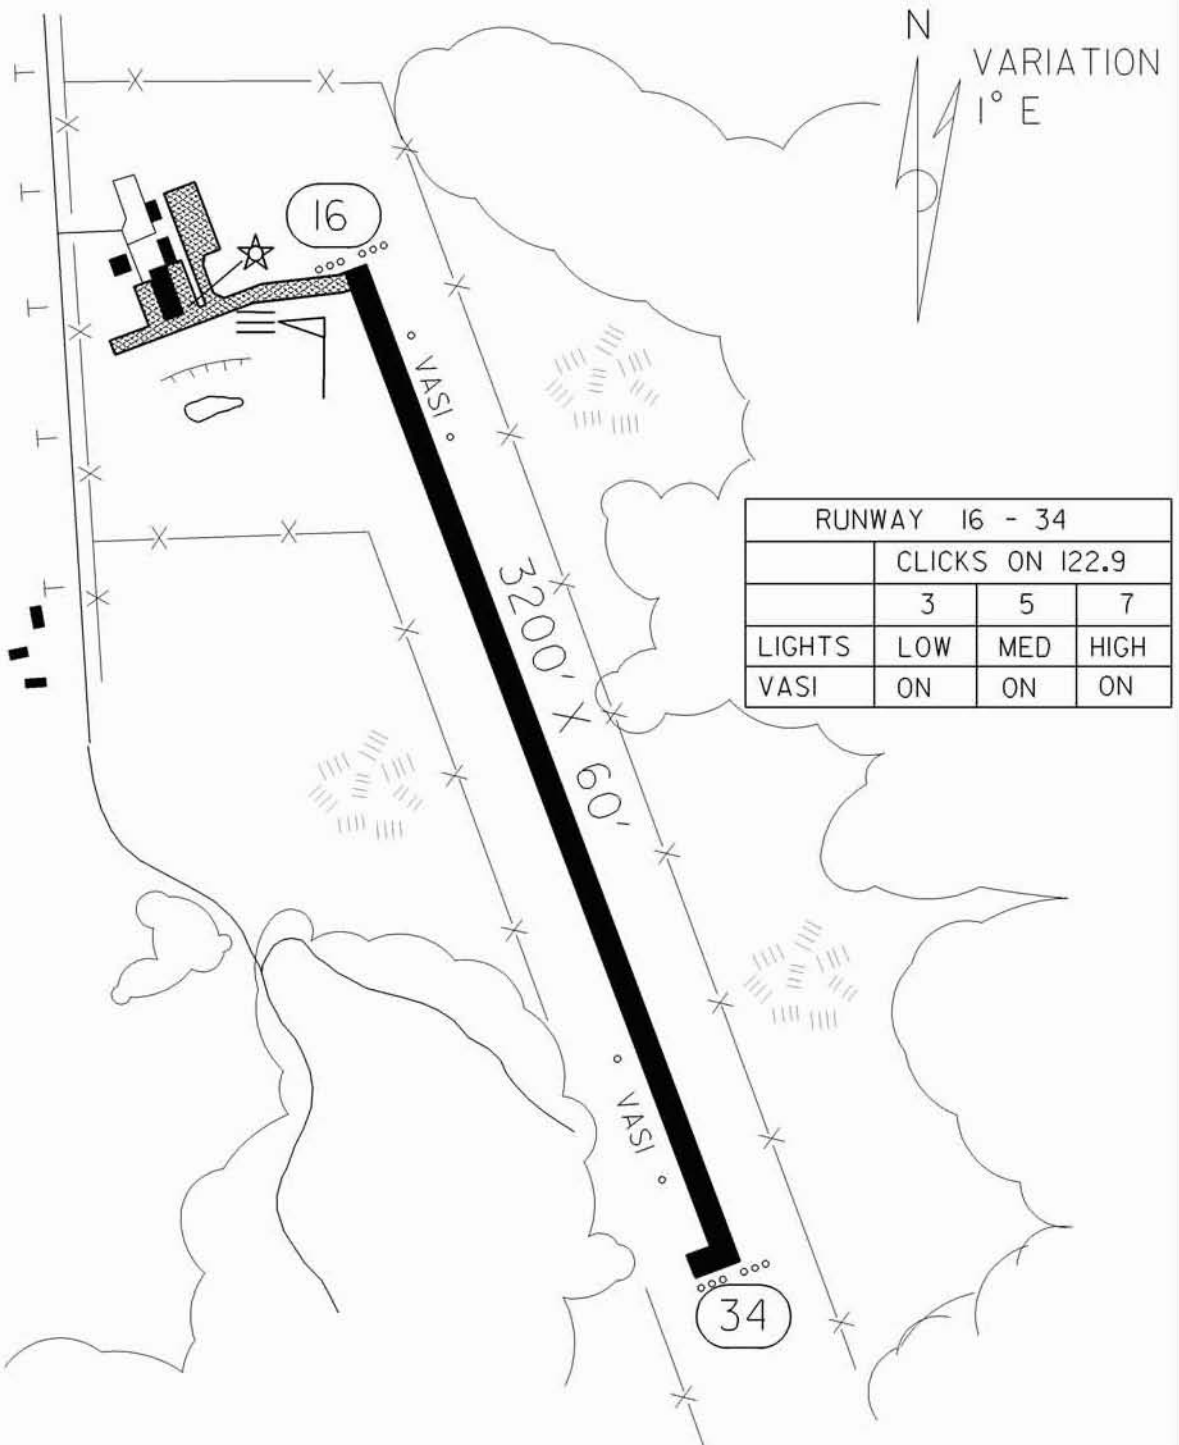 N
VARIATION
1° E
16
VASI
RUNWAY 16 - 34
CLICKS ON 122.9
3 5 7
LIGHTS LOW MED HIGH
VASI ON ON ON
3200' X 60'
VASI
34